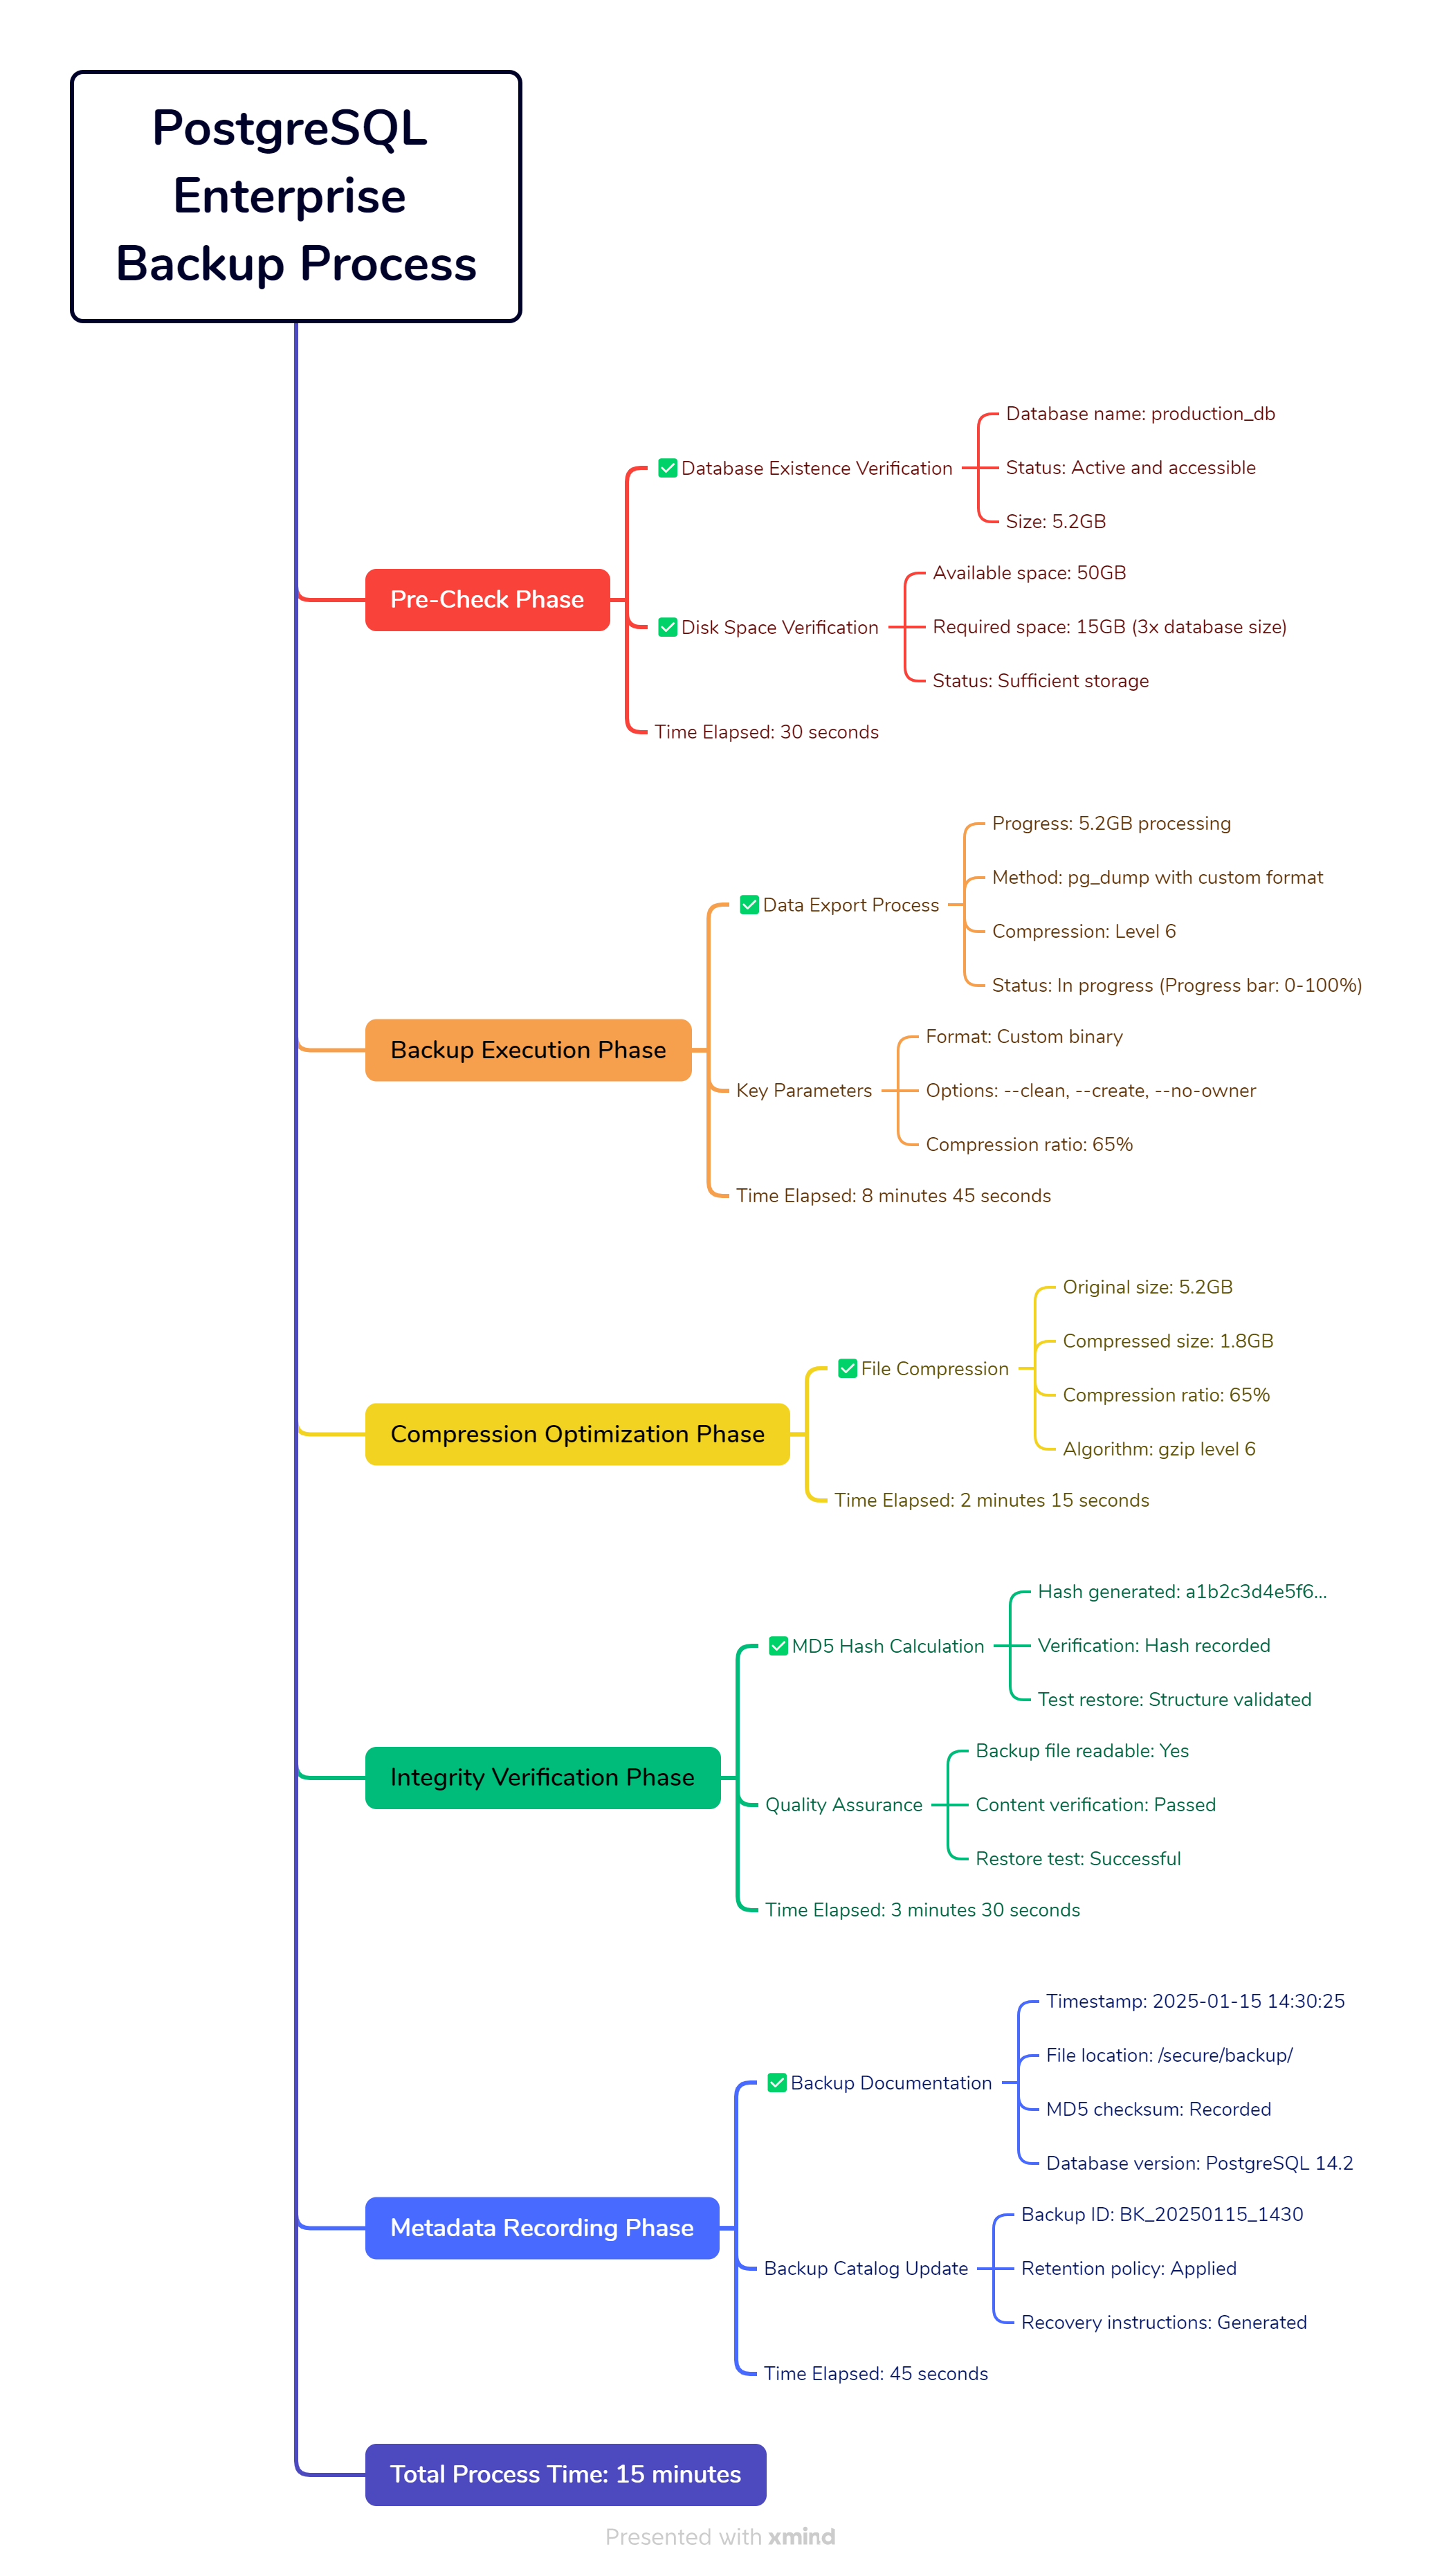 PostgreSQL
Enterprise
Backup Process
Pre-Check Phase
✅ Database Existence Verification
Database name: production_db
Status: Active and accessible
Size: 5.2GB
✅ Disk Space Verification
Available space: 50GB
Required space: 15GB (3x database size)
Status: Sufficient storage
Time Elapsed: 30 seconds
Backup Execution Phase
✅ Data Export Process
Progress: 5.2GB processing
Method: pg_dump with custom format
Compression: Level 6
Status: In progress (Progress bar: 0-100%)
Key Parameters
Format: Custom binary
Options: --clean, --create, --no-owner
Compression ratio: 65%
Time Elapsed: 8 minutes 45 seconds
Compression Optimization Phase
✅ File Compression
Original size: 5.2GB
Compressed size: 1.8GB
Compression ratio: 65%
Algorithm: gzip level 6
Time Elapsed: 2 minutes 15 seconds
Integrity Verification Phase
✅ MD5 Hash Calculation
Hash generated: a1b2c3d4e5f6...
Verification: Hash recorded
Test restore: Structure validated
Quality Assurance
Backup file readable: Yes
Content verification: Passed
Restore test: Successful
Time Elapsed: 3 minutes 30 seconds
Metadata Recording Phase
✅ Backup Documentation
Timestamp: 2025-01-15 14:30:25
File location: /secure/backup/
MD5 checksum: Recorded
Database version: PostgreSQL 14.2
Backup Catalog Update
Backup ID: BK_20250115_1430
Retention policy: Applied
Recovery instructions: Generated
Time Elapsed: 45 seconds
Total Process Time: 15 minutes
Presented with xmind